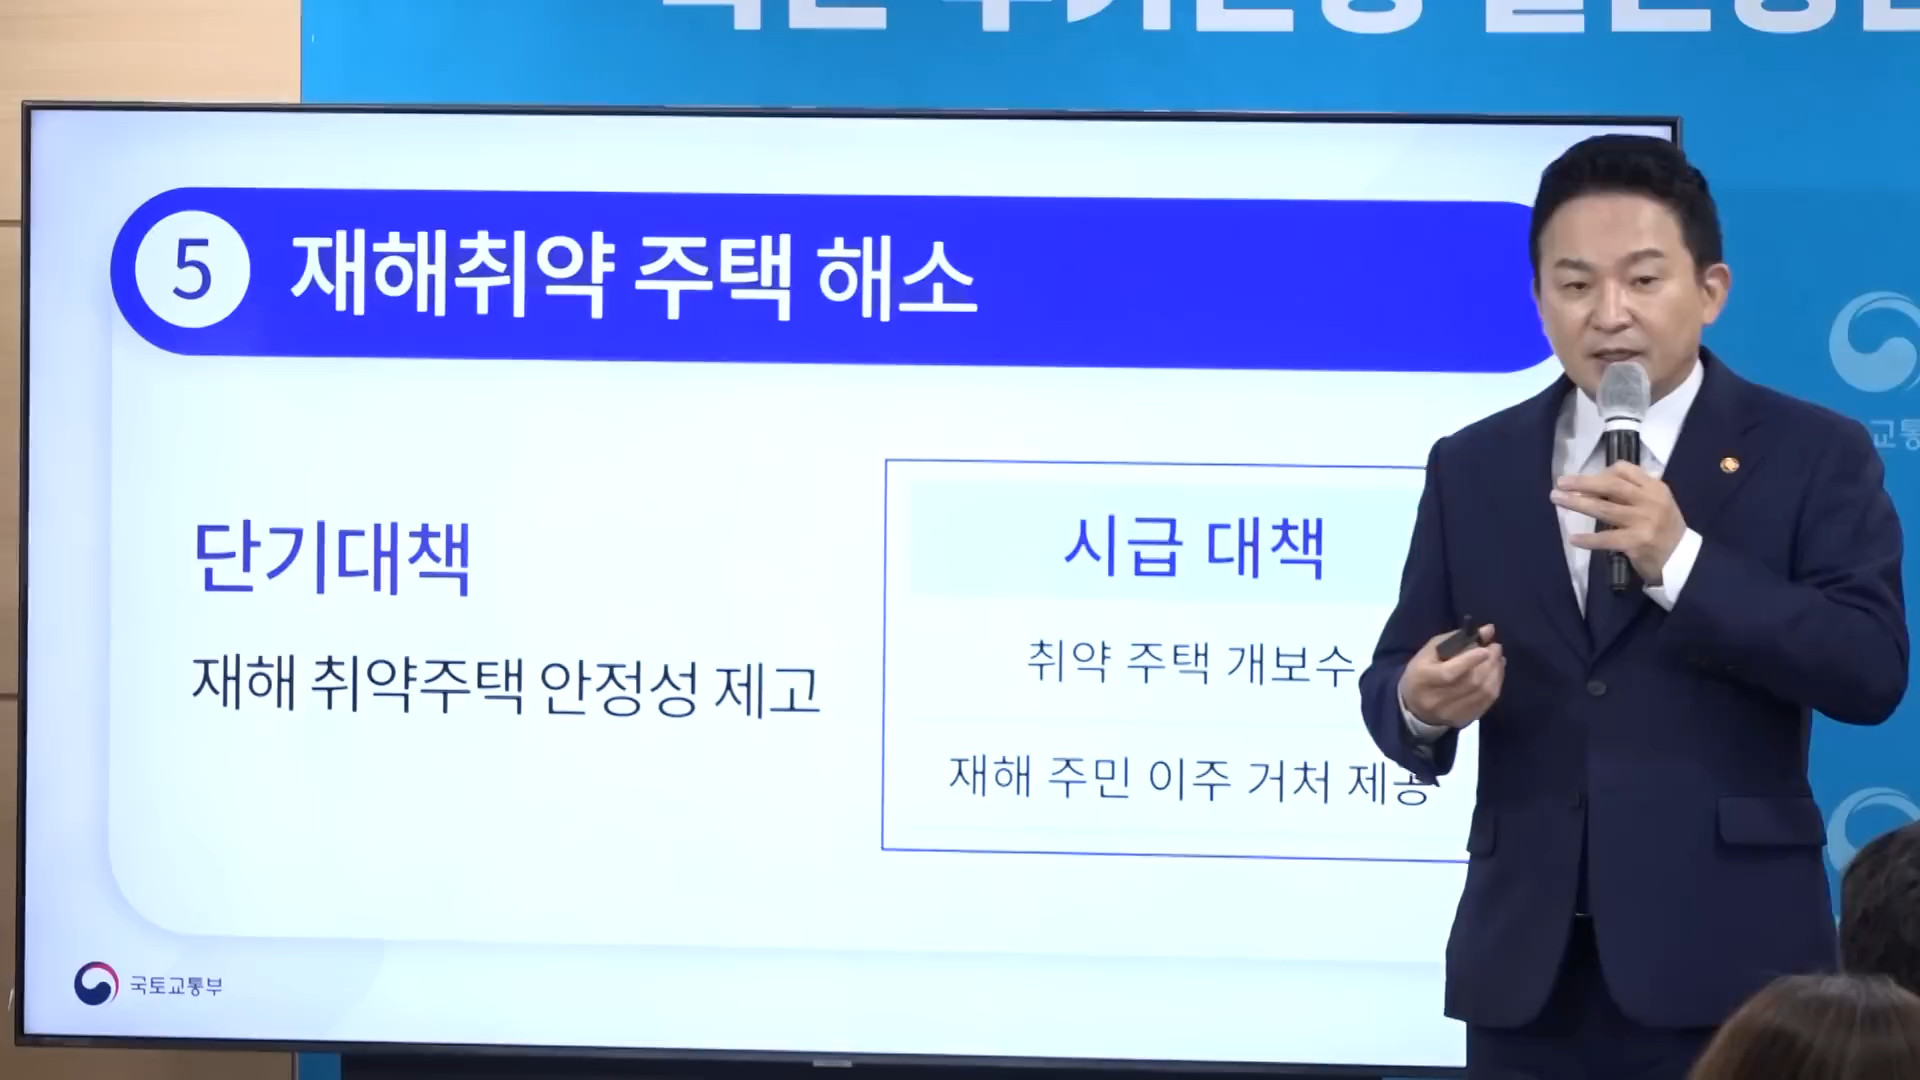 5 재해취약 주택 해소
단기대책
재해 취약주택 안정성 제고
시급 대책
취약 주택 개보수
재해 주민 이주 거처 제공
국토교통부
교통